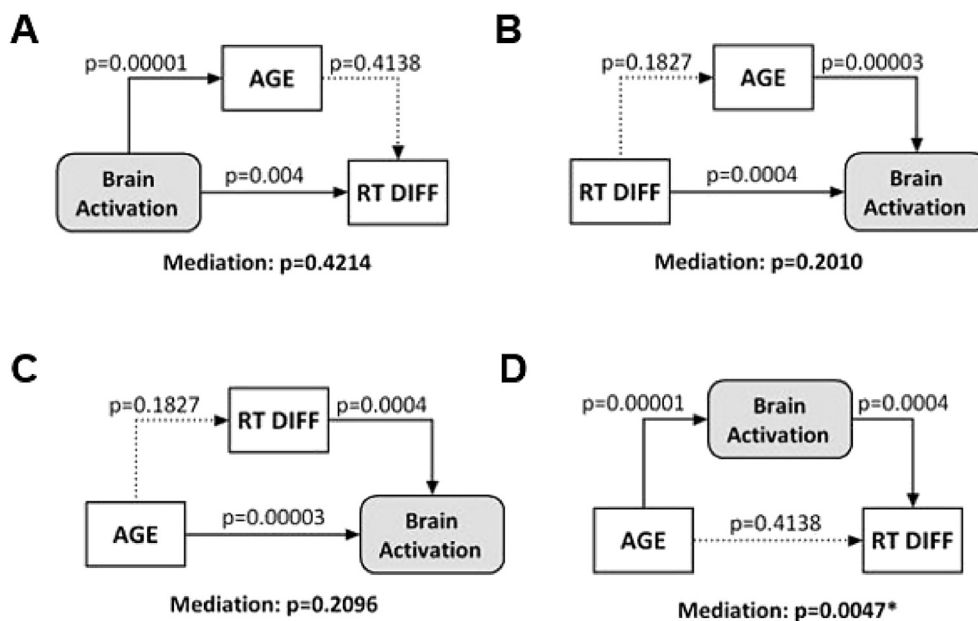 A
p=0.00001
AGE
p=0.4138
Brain
Activation
p=0.004
RT DIFF
Mediation: p=0.4214
B
p=0.1827
AGE
p=0.00003
RT DIFF
p=0.0004
Brain
Activation
Mediation: p=0.2010
C
p=0.1827
RT DIFF
p=0.0004
AGE
p=0.00003
Brain
Activation
Mediation: p=0.2096
D
p=0.00001
Brain
Activation
p=0.0004
AGE
p=0.4138
RT DIFF
Mediation: p=0.0047*